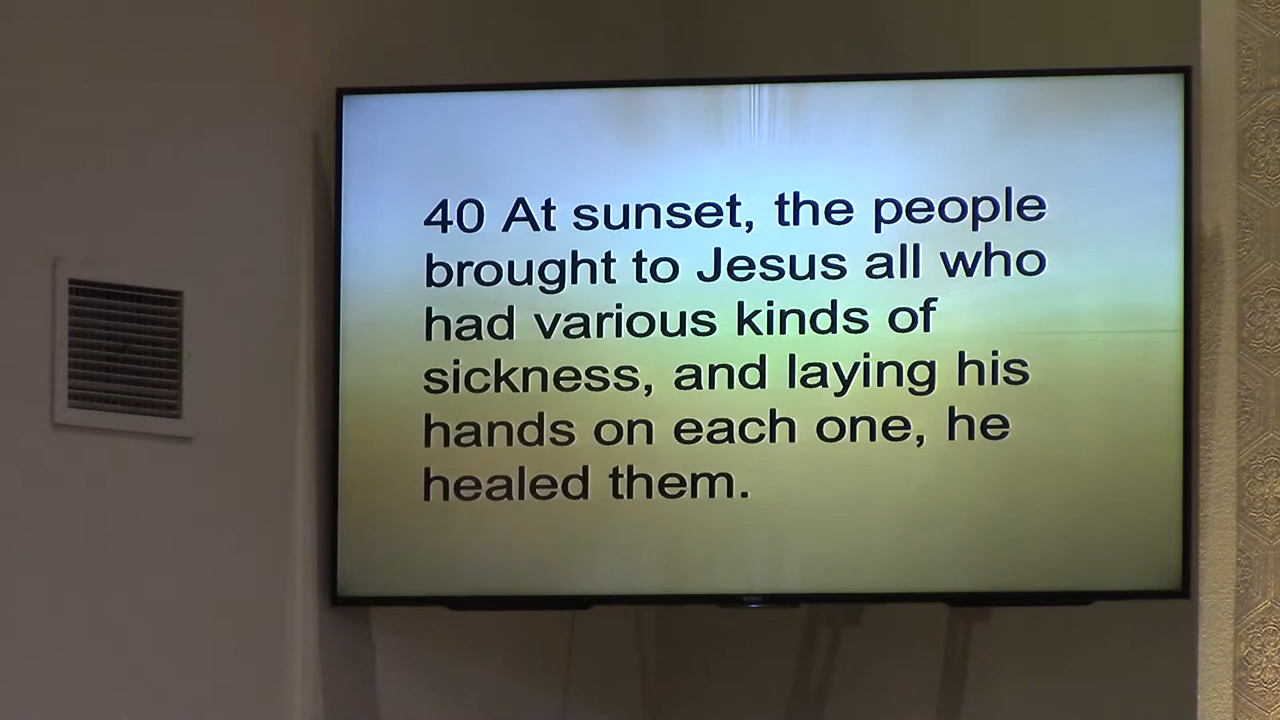 40 At sunset, the people
brought to Jesus all who
had various kinds of
sickness, and laying his
hands on each one, he
healed them.